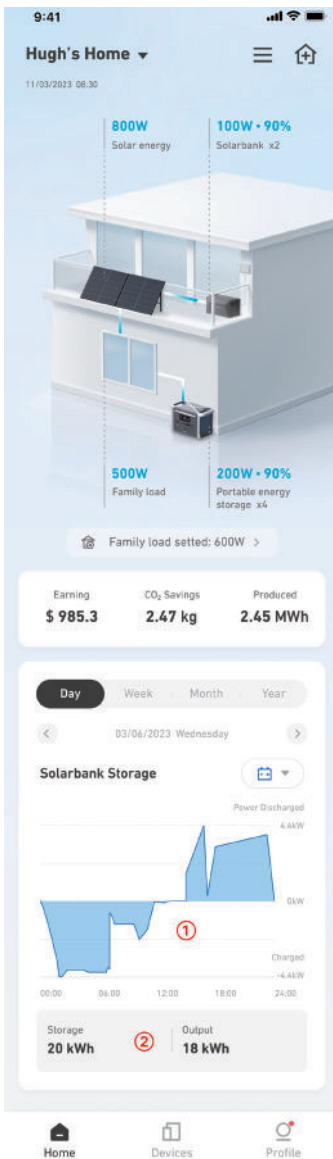 9:41
Hugh's Home
11/03/2023 08:30
800W
Solar energy
100W • 90%
Solarbank x2
500W
Family load
200W • 90%
Portable energy
storage x4
Family load setted: 600W >
Earning
$ 985.3
CO₂ Savings
2.47 kg
Produced
2.45 MWh
Day
Week
Month
Year
< 03/06/2023 Wednesday >
Solarbank Storage
Power Discharged
4.4kW
0kW
①
Charged
-4.4kW
00:00 06:00 12:00 18:00 24:00
Storage
20 kWh
②
Output
18 kWh
Home
Devices
Profile